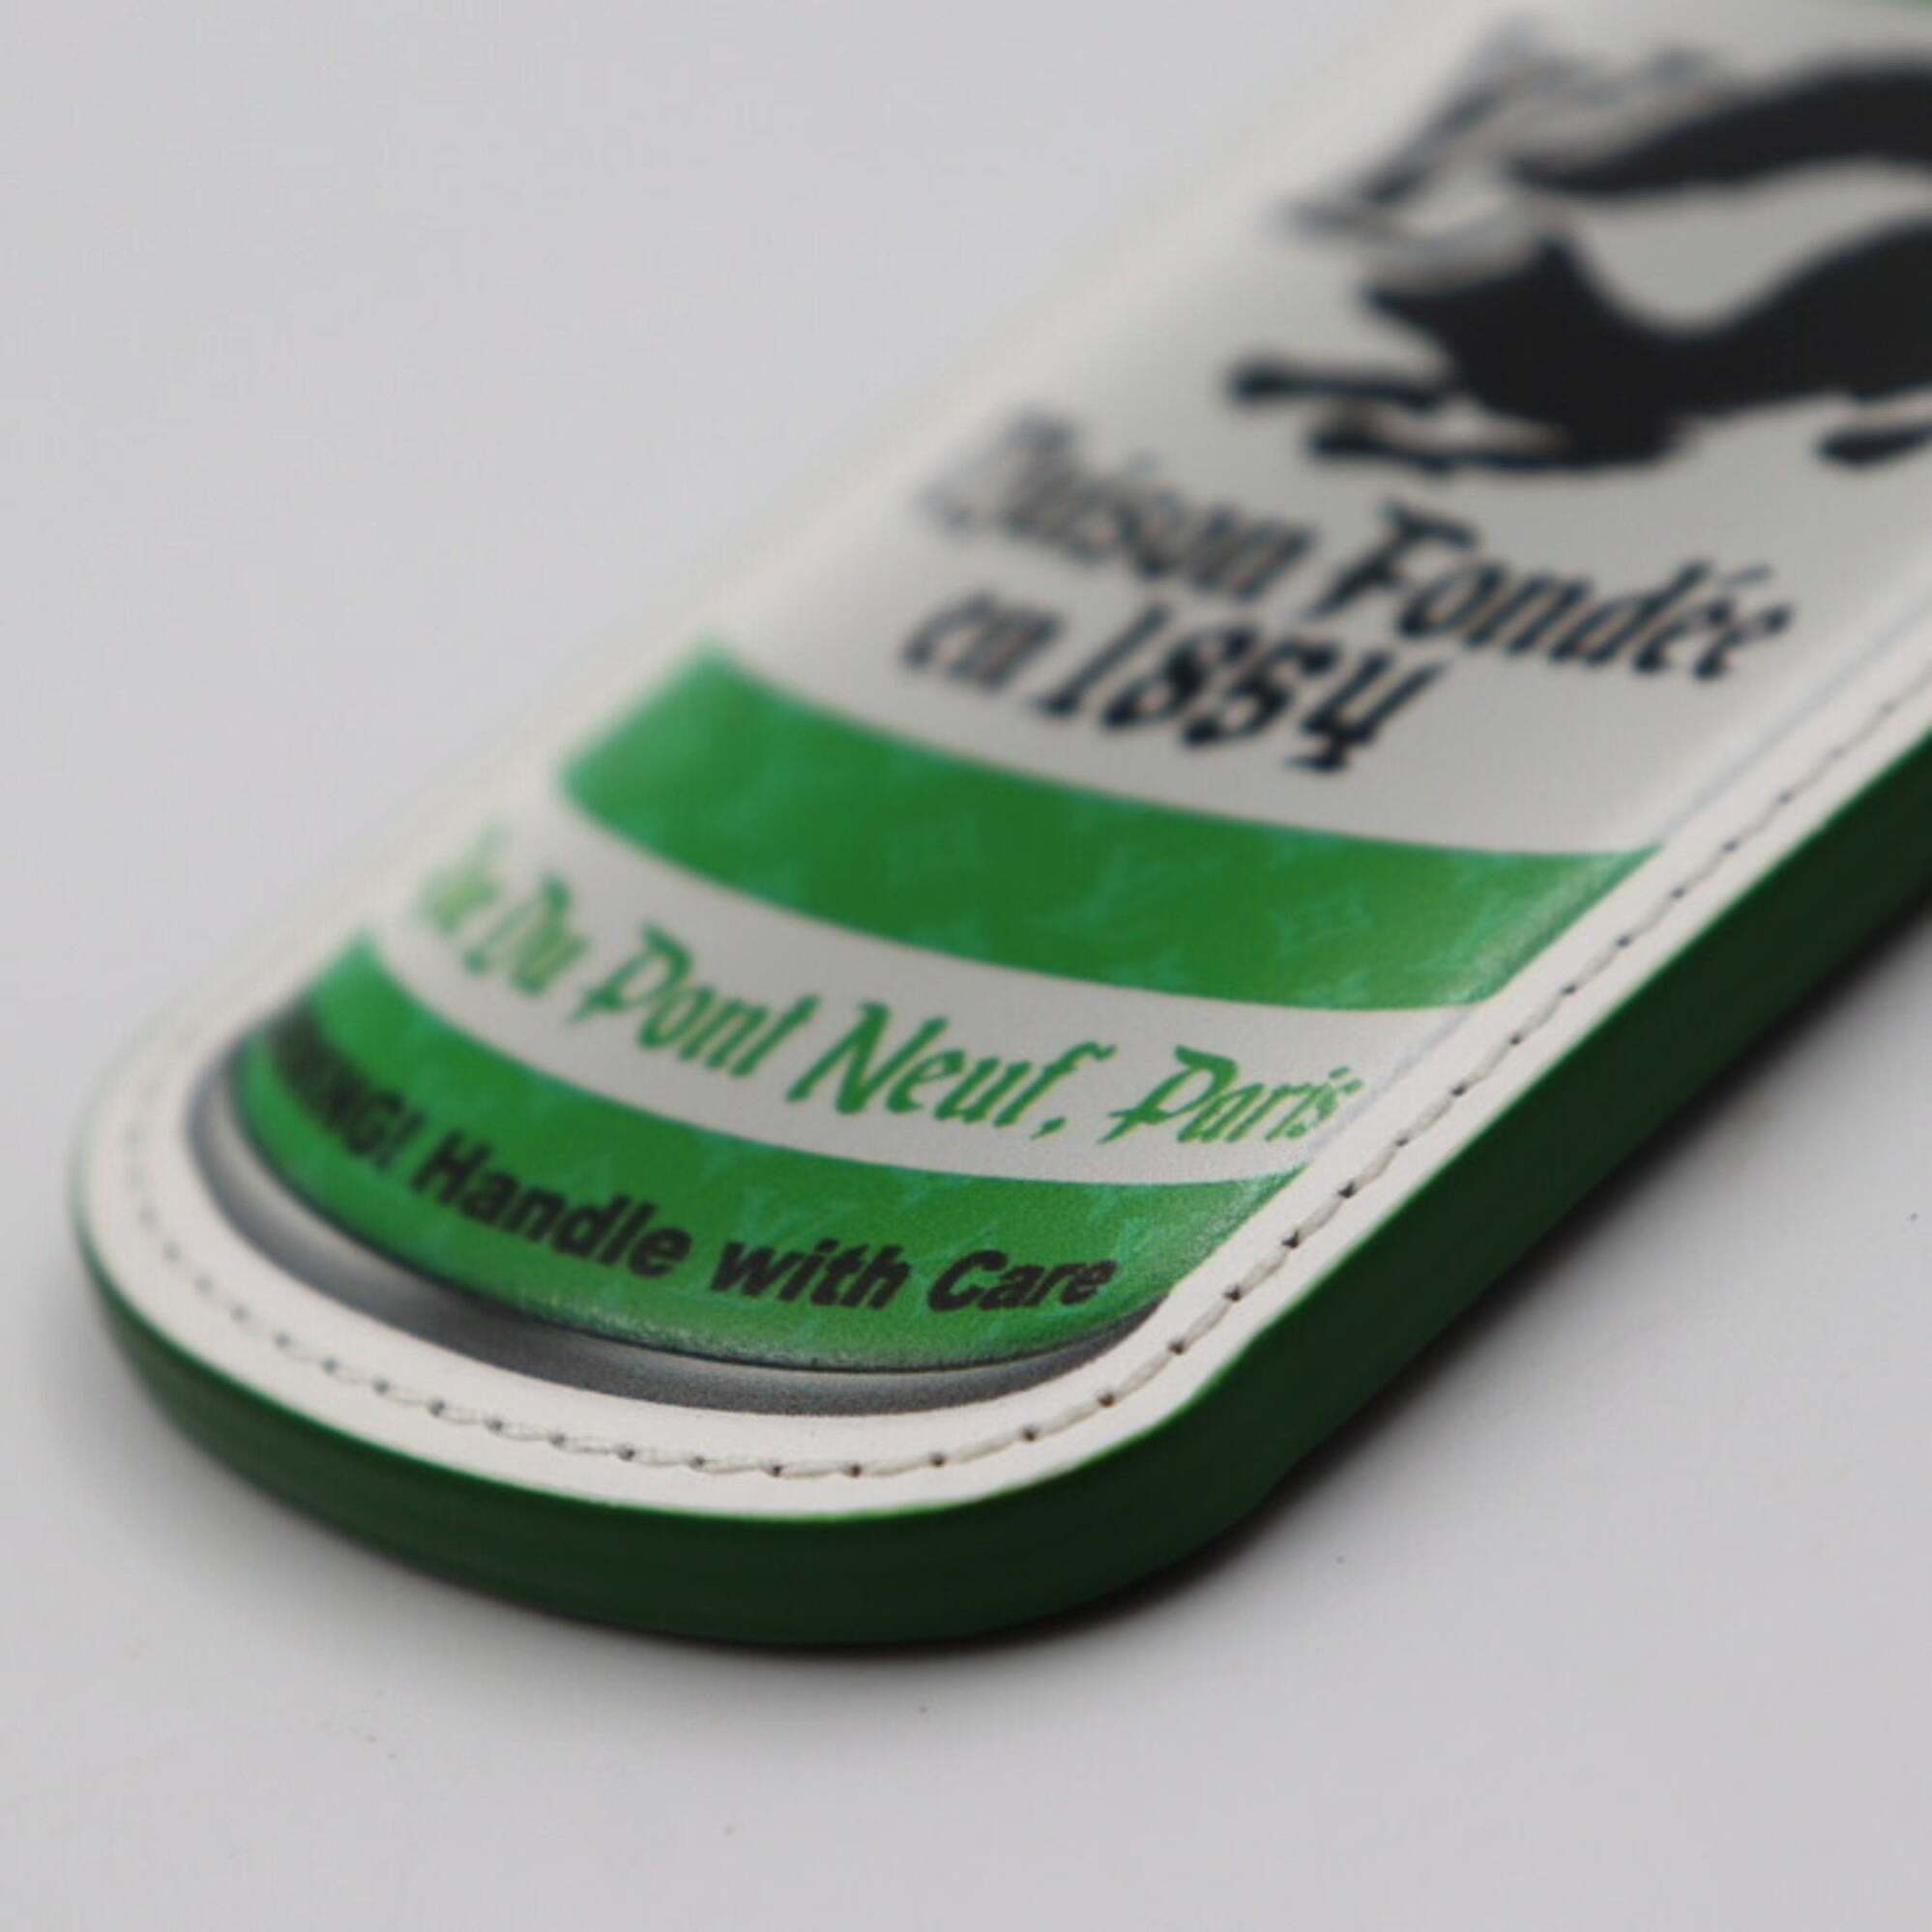 Maison Fondée
en 1854
Du Pont Neuf, Paris
Handle with Care